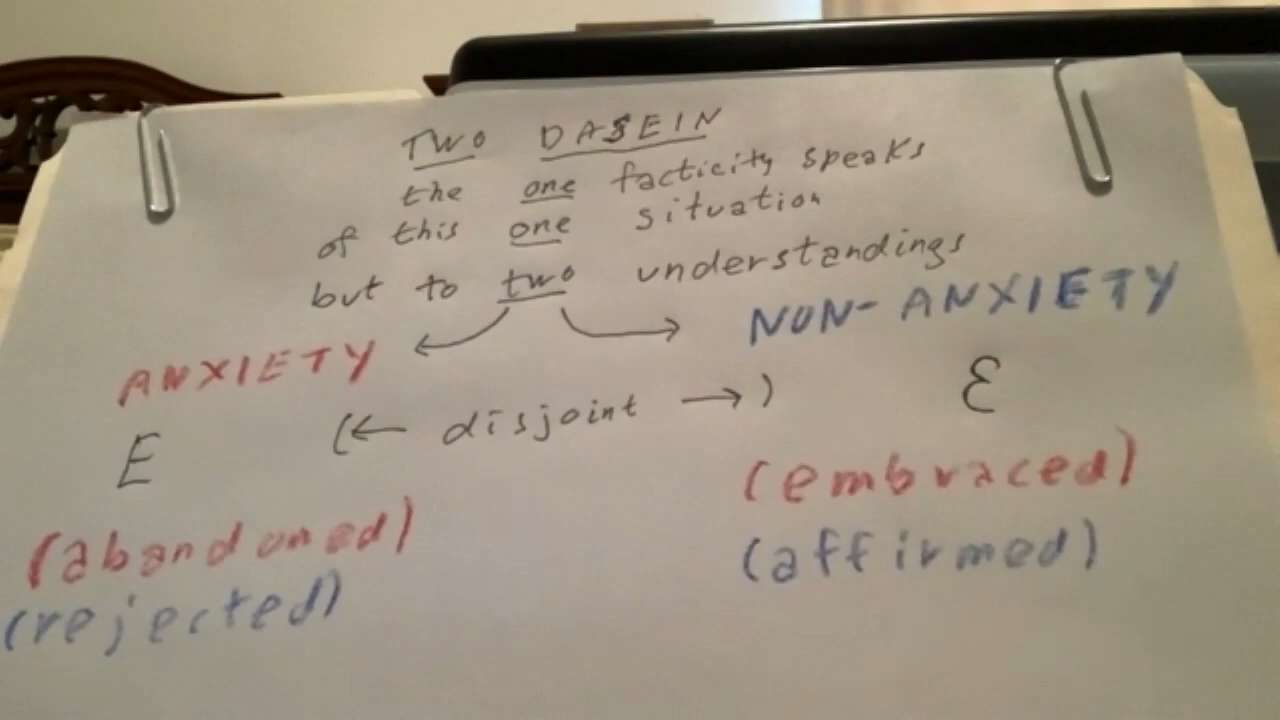 TWO DASEIN
the one facticity speaks
of this one situation
but to two understandings
ANXIETY NON-ANXIETY
E (← disjoint →) Ɛ
(abandoned) (embraced)
(rejected) (affirmed)